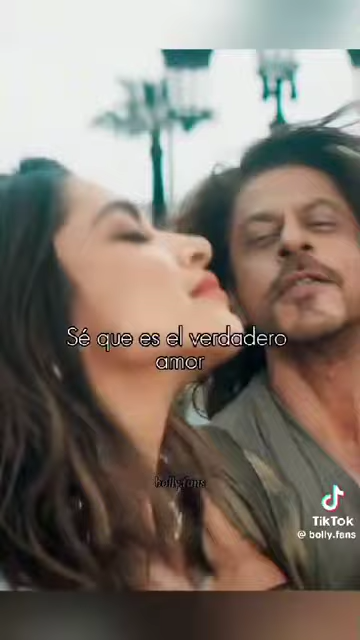 Sé que es el verdadero
amor
bolly.fans
TikTok
@ bolly.fans